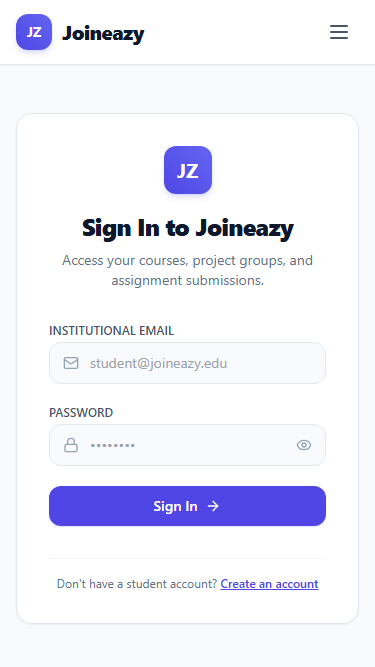 JZ Joineazy
JZ
Sign In to Joineazy
Access your courses, project groups, and
assignment submissions.
INSTITUTIONAL EMAIL
student@joineazy.edu
PASSWORD
••••••••
Sign In →
Don't have a student account? Create an account